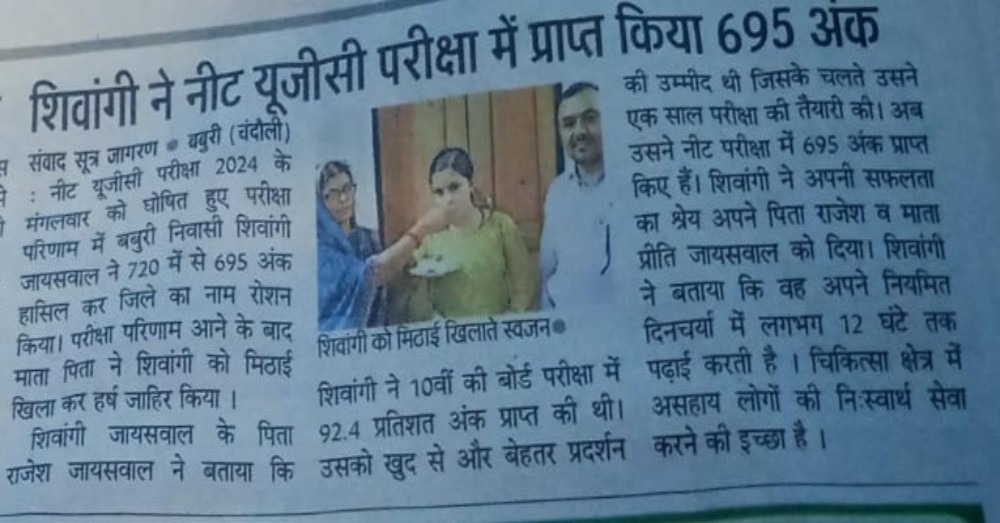 शिवांगी ने नीट यूजीसी परीक्षा में प्राप्त किया 695 अंक
संवाद सूत्र जागरण ● बबुरी (चंदौली)
: नीट यूजीसी परीक्षा 2024 के
मंगलवार को घोषित हुए परीक्षा
परिणाम में बबुरी निवासी शिवांगी
जायसवाल ने 720 में से 695 अंक
हासिल कर जिले का नाम रोशन
किया। परीक्षा परिणाम आने के बाद
माता पिता ने शिवांगी को मिठाई
खिला कर हर्ष जाहिर किया ।
शिवांगी जायसवाल के पिता
राजेश जायसवाल ने बताया कि
शिवांगी को मिठाई खिलाते स्वजन●
शिवांगी ने 10वीं की बोर्ड परीक्षा में
92.4 प्रतिशत अंक प्राप्त की थी।
उसको खुद से और बेहतर प्रदर्शन
की उम्मीद थी जिसके चलते उसने
एक साल परीक्षा की तैयारी की। अब
उसने नीट परीक्षा में 695 अंक प्राप्त
किए हैं। शिवांगी ने अपनी सफलता
का श्रेय अपने पिता राजेश व माता
प्रीति जायसवाल को दिया। शिवांगी
ने बताया कि वह अपने नियमित
दिनचर्या में लगभग 12 घंटे तक
पढ़ाई करती है । चिकित्सा क्षेत्र में
असहाय लोगों की निःस्वार्थ सेवा
करने की इच्छा है ।